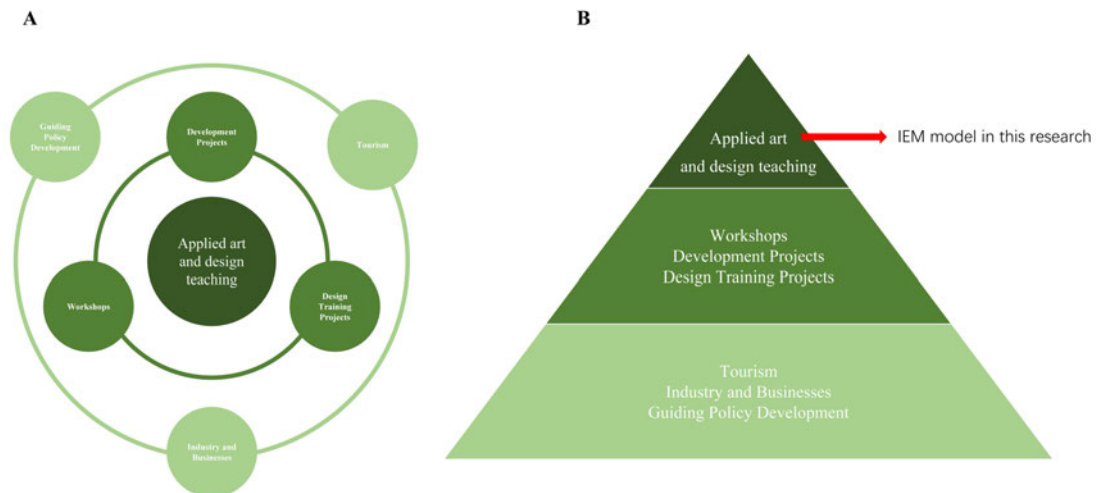 A
Guiding
Policy
Development
Development
Projects
Tourism
Applied art
and design
teaching
Workshops
Design
Training
Projects
Industry and
Businesses
B
Applied art
and design teaching
IEM model in this research
Workshops
Development Projects
Design Training Projects
Tourism
Industry and Businesses
Guiding Policy Development